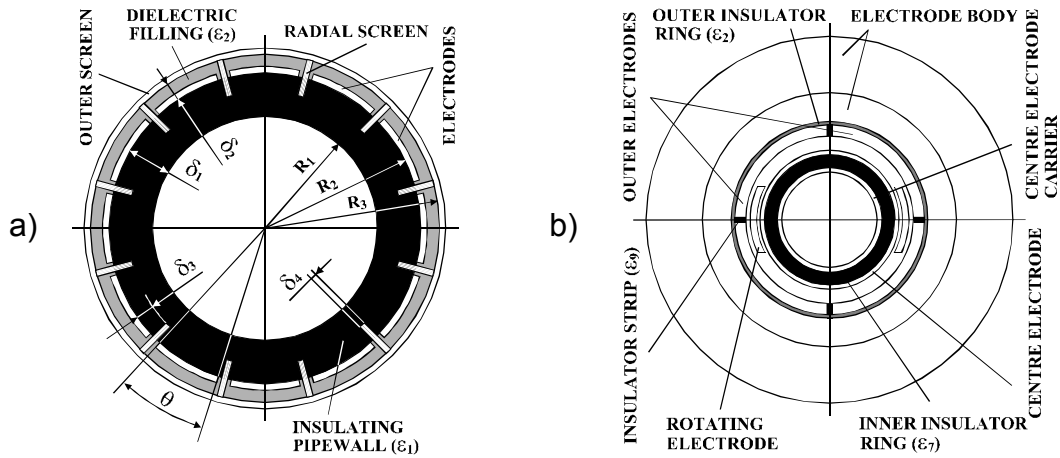 a)
DIELECTRIC
FILLING (ε2)
RADIAL SCREEN
OUTER SCREEN
ELECTRODES
δ1
δ2
R1
R2
R3
δ3
δ4
θ
INSULATING
PIPEWALL (ε1)
b)
OUTER INSULATOR
RING (ε2)
ELECTRODE BODY
OUTER ELECTRODES
CENTRE ELECTRODE
CARRIER
INSULATOR STRIP (ε9)
CENTRE ELECTRODE
ROTATING
ELECTRODE
INNER INSULATOR
RING (ε7)